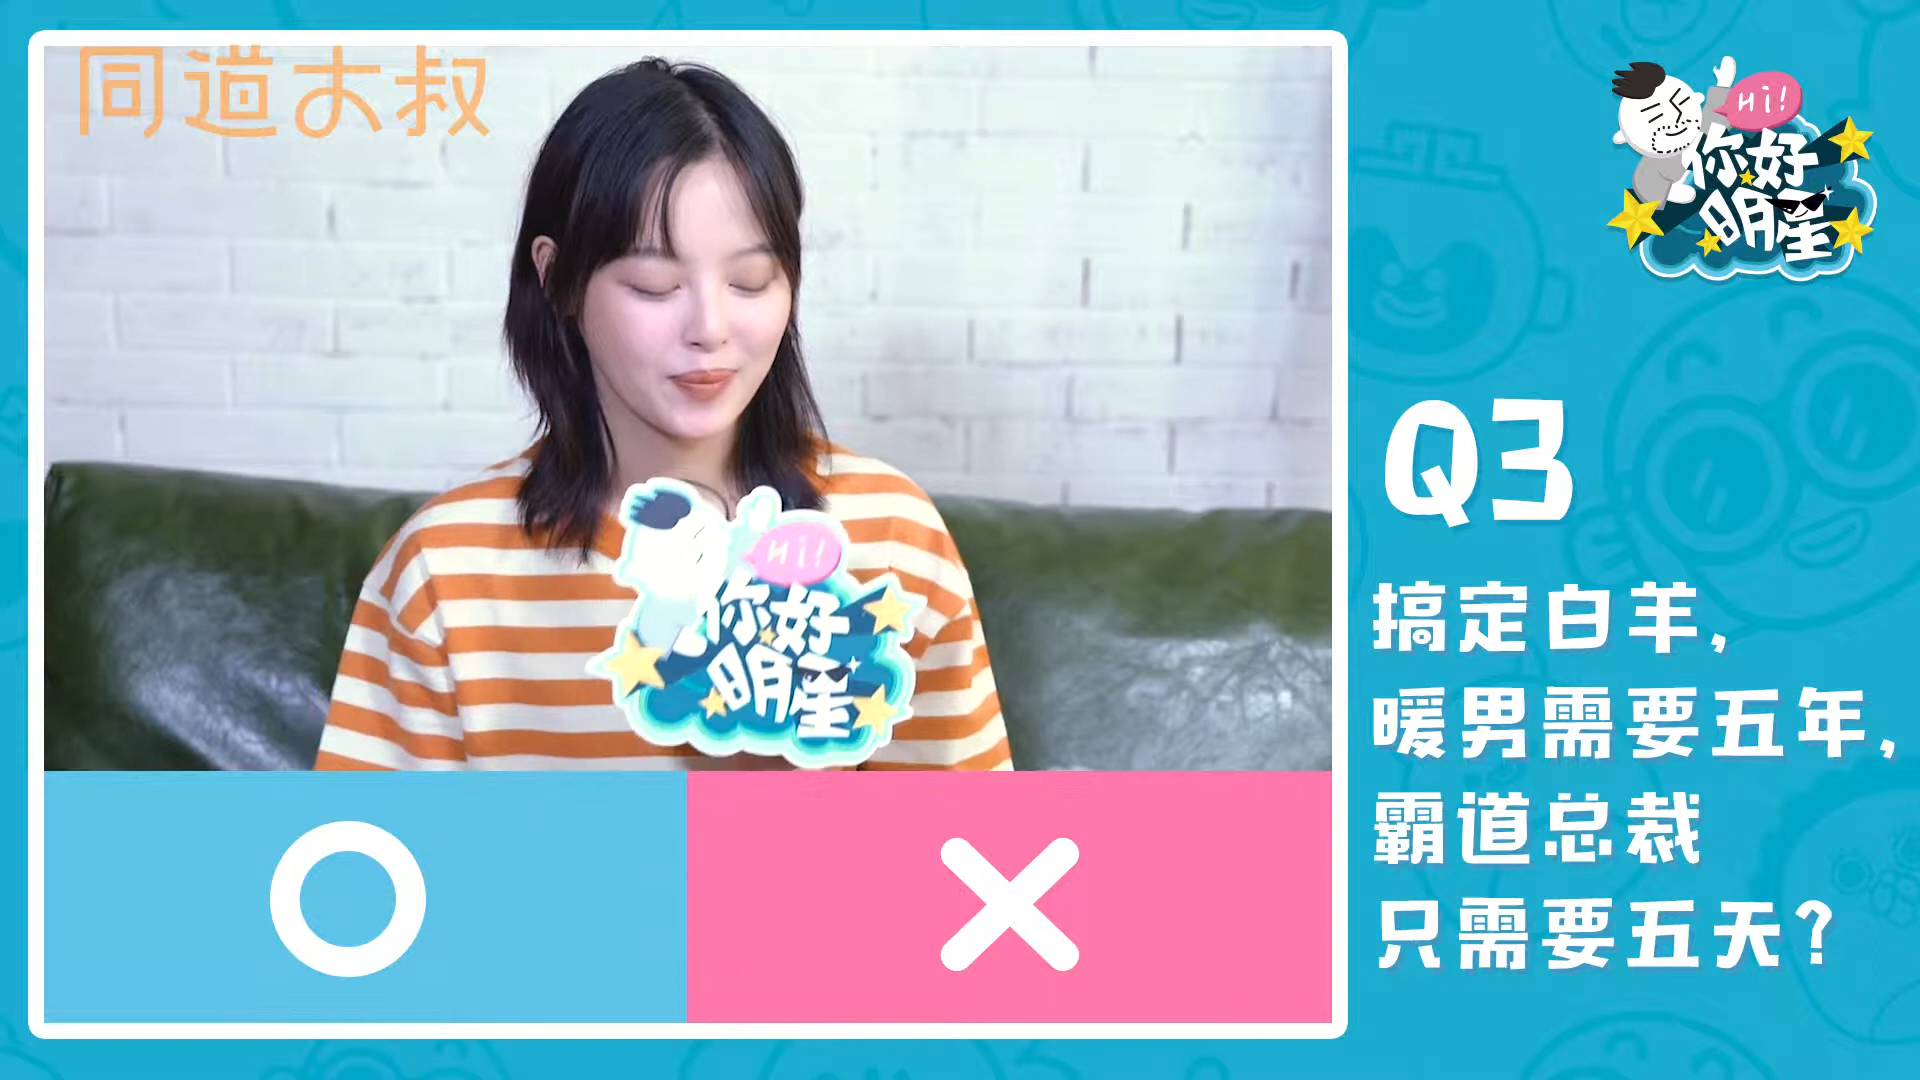 同道大叔
Hi!
你好
明星
Q3
搞定白羊,
暖男需要五年,
霸道总裁
只需要五天?
Hi!
你好
明星